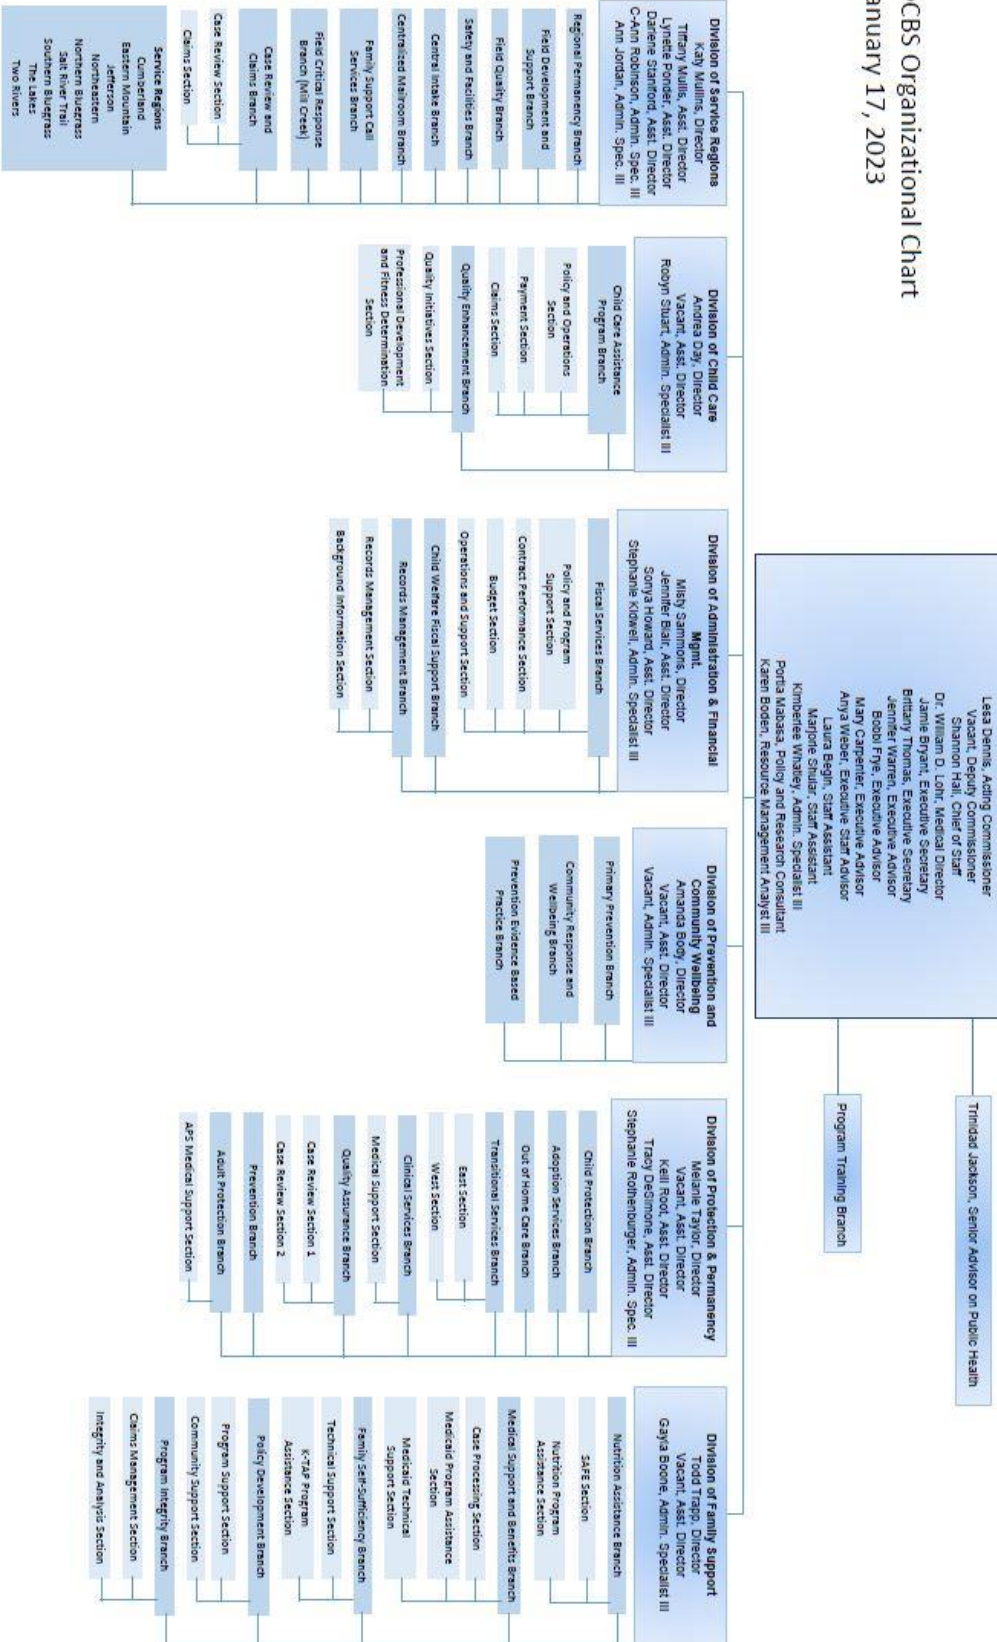 CBS Organizational Chart
anuary 17, 2023
Lesa Dennis, Acting Commissioner
Vacant, Deputy Commissioner
Shannon Hall, Chief of Staff
Dr. William D. Lohr, Medical Director
Jamie Bryant, Executive Secretary
Brittany Thomas, Executive Secretary
Jennifer Warren, Executive Advisor
Bobbi Frye, Executive Advisor
Mary Carpenter, Executive Advisor
Anya Weber, Executive Staff Advisor
Laura Begin, Staff Assistant
Marjorie Shular, Staff Assistant
Kimberlee Whatley, Admin. Specialist III
Portia Mabasa, Policy and Research Consultant
Karen Boden, Resource Management Analyst III
Trinidad Jackson, Senior Advisor on Public Health
Program Training Branch
Division of Service Regions
Katy Mullins, Director
Tiffany Mullis, Asst. Director
Lynette Ponder, Asst. Director
Darlene Staniford, Asst. Director
C-Ann Robinson, Admin. Spec. III
Ann Jordan, Admin. Spec. III
Regional Permanency Branch
Field Development and
Support Branch
Field Quality Branch
Safety and Facilities Branch
Central Intake Branch
Centralized Mailroom Branch
Family Support Call
Services Branch
Field Critical Response
Branch (Mill Creek)
Case Review and
Claims Branch
Case Review Section
Claims Section
Service Regions
Cumberland
Eastern Mountain
Jefferson
Northeastern
Northern Bluegrass
Salt River Trail
Southern Bluegrass
The Lakes
Two Rivers
Division of Child Care
Andrea Day, Director
Vacant, Asst. Director
Robyn Stuart, Admin. Specialist III
Child Care Assistance
Program Branch
Policy and Operations
Section
Payment Section
Claims Section
Quality Enhancement Branch
Quality Initiatives Section
Professional Development
and Fitness Determination
Section
Division of Administration & Financial
Mgmt.
Misty Sammons, Director
Jennifer Blair, Asst. Director
Sonya Howard, Asst. Director
Stephanie Kidwell, Admin. Specialist III
Fiscal Services Branch
Policy and Program
Support Section
Contract Performance Section
Budget Section
Operations and Support Section
Child Welfare Fiscal Support Branch
Records Management Branch
Records Management Section
Background Information Section
Division of Prevention and
Community Wellbeing
Amanda Body, Director
Vacant, Asst. Director
Vacant, Admin. Specialist III
Primary Prevention Branch
Community Response and
Wellbeing Branch
Prevention Evidence Based
Practice Branch
Division of Protection & Permanency
Melanie Taylor, Director
Vacant, Asst. Director
Kelli Root, Asst. Director
Tracy DeSimone, Asst. Director
Stephanie Rothenburger, Admin. Spec. III
Child Protection Branch
Adoption Services Branch
Out of Home Care Branch
Transitional Services Branch
East Section
West Section
Clinical Services Branch
Medical Support Section
Quality Assurance Branch
Case Review Section 1
Case Review Section 2
Prevention Branch
Adult Protection Branch
APS Medical Support Section
Division of Family Support
Todd Trapp, Director
Vacant, Asst. Director
Gayla Boone, Admin. Specialist III
Nutrition Assistance Branch
SAFE Section
Nutrition Program
Assistance Section
Medical Support and Benefits Branch
Case Processing Section
Medicaid Program Assistance
Section
Medicaid Technical
Support Section
Family Self-Sufficiency Branch
Technical Support Section
K-TAP Program
Assistance Section
Policy Development Branch
Program Support Section
Community Support Section
Program Integrity Branch
Claims Management Section
Integrity and Analysis Section